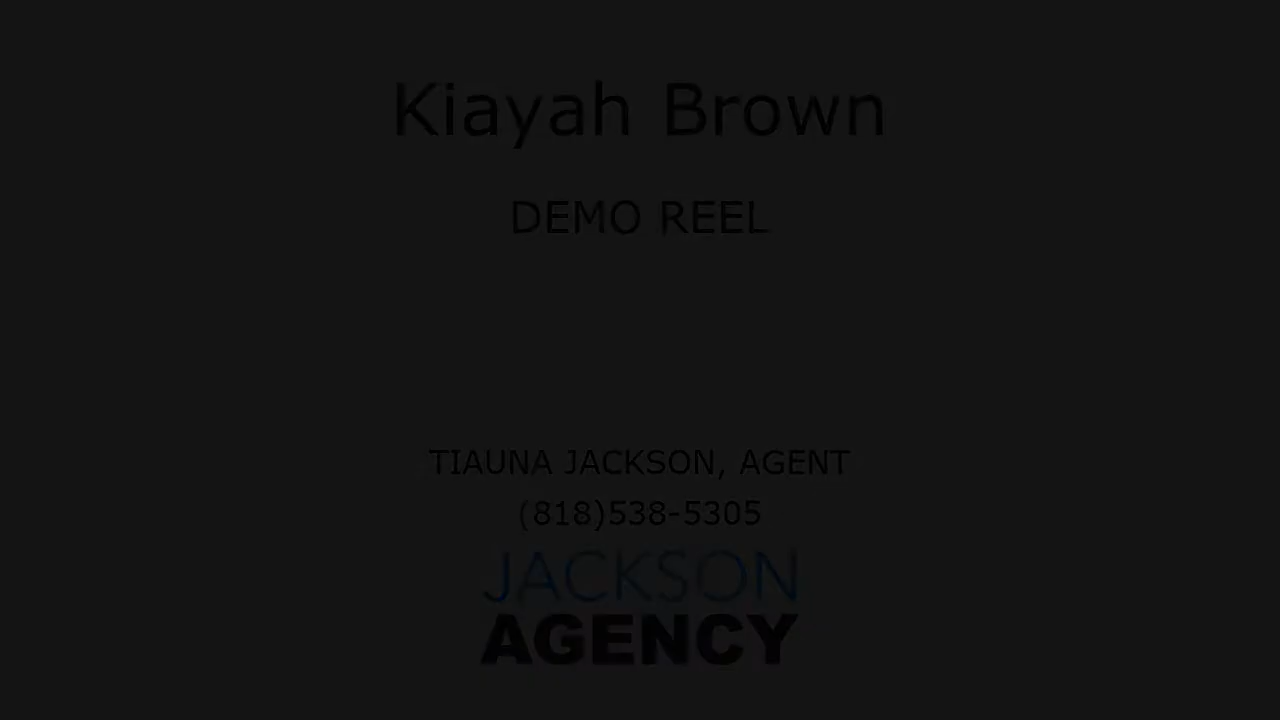 Kiayah Brown
DEMO REEL
TIAUNA JACKSON, AGENT
(818)538-5305
JACKSON
AGENCY